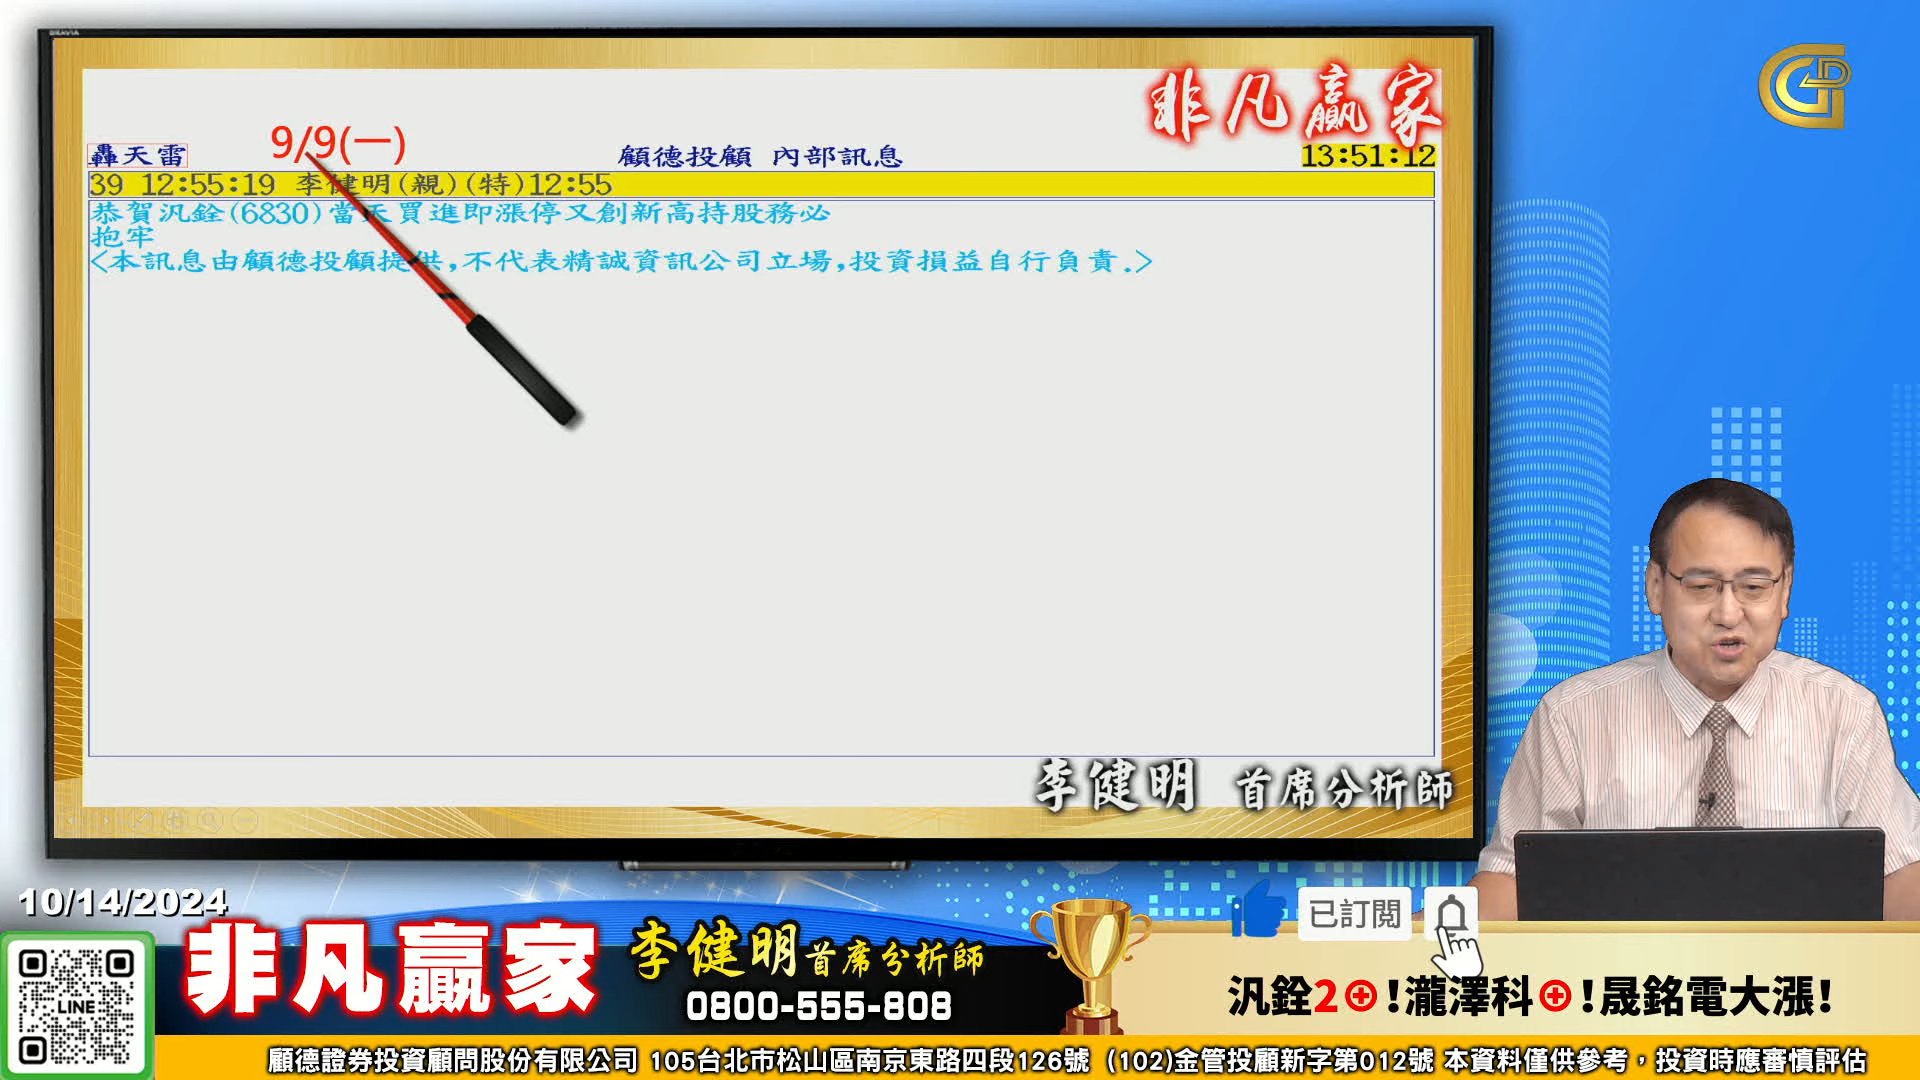 BRAVIA
非凡贏家
9/9(一)
轟天雷 顧德投顧 內部訊息 13:51:12
39 12:55:19 李健明(親)(特)12:55
恭賀汎銓(6830)當天買進即漲停又創新高持股務必
抱牢
<本訊息由顧德投顧提供,不代表精誠資訊公司立場,投資損益自行負責.>
李健明 首席分析師
10/14/2024
已訂閱
非凡贏家 李健明首席分析師
0800-555-808
LINE
汎銓2⊕!瀧澤科⊕!晟銘電大漲!
顧德證券投資顧問股份有限公司 105台北市松山區南京東路四段126號 (102)金管投顧新字第012號 本資料僅供參考，投資時應審慎評估